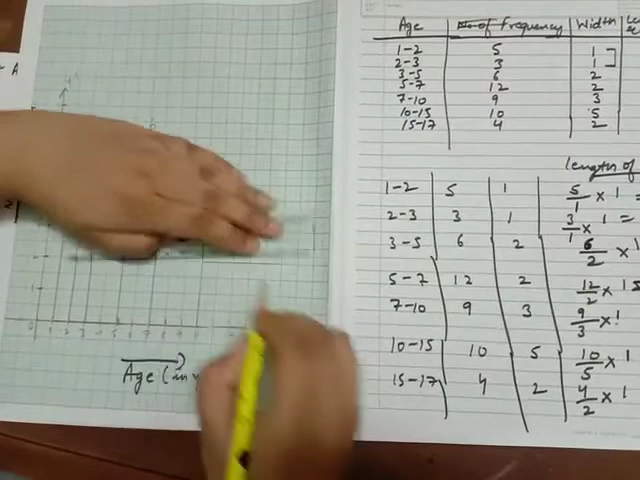 Age Frequency Width
1-2 5 1
2-3 3 1
3-5 6 2
5-7 12 2
7-10 9 3
10-15 10 5
15-17 4 2
length of
1-2 5 1 5/1 x 1 =
2-3 3 1 3/1 x 1 =
3-5 6 2 6/2 x 1
5-7 12 2 12/2 x 1
7-10 9 3 9/3 x 1
10-15 10 5 10/5 x 1
15-17 4 2 4/2 x 1
Age (in